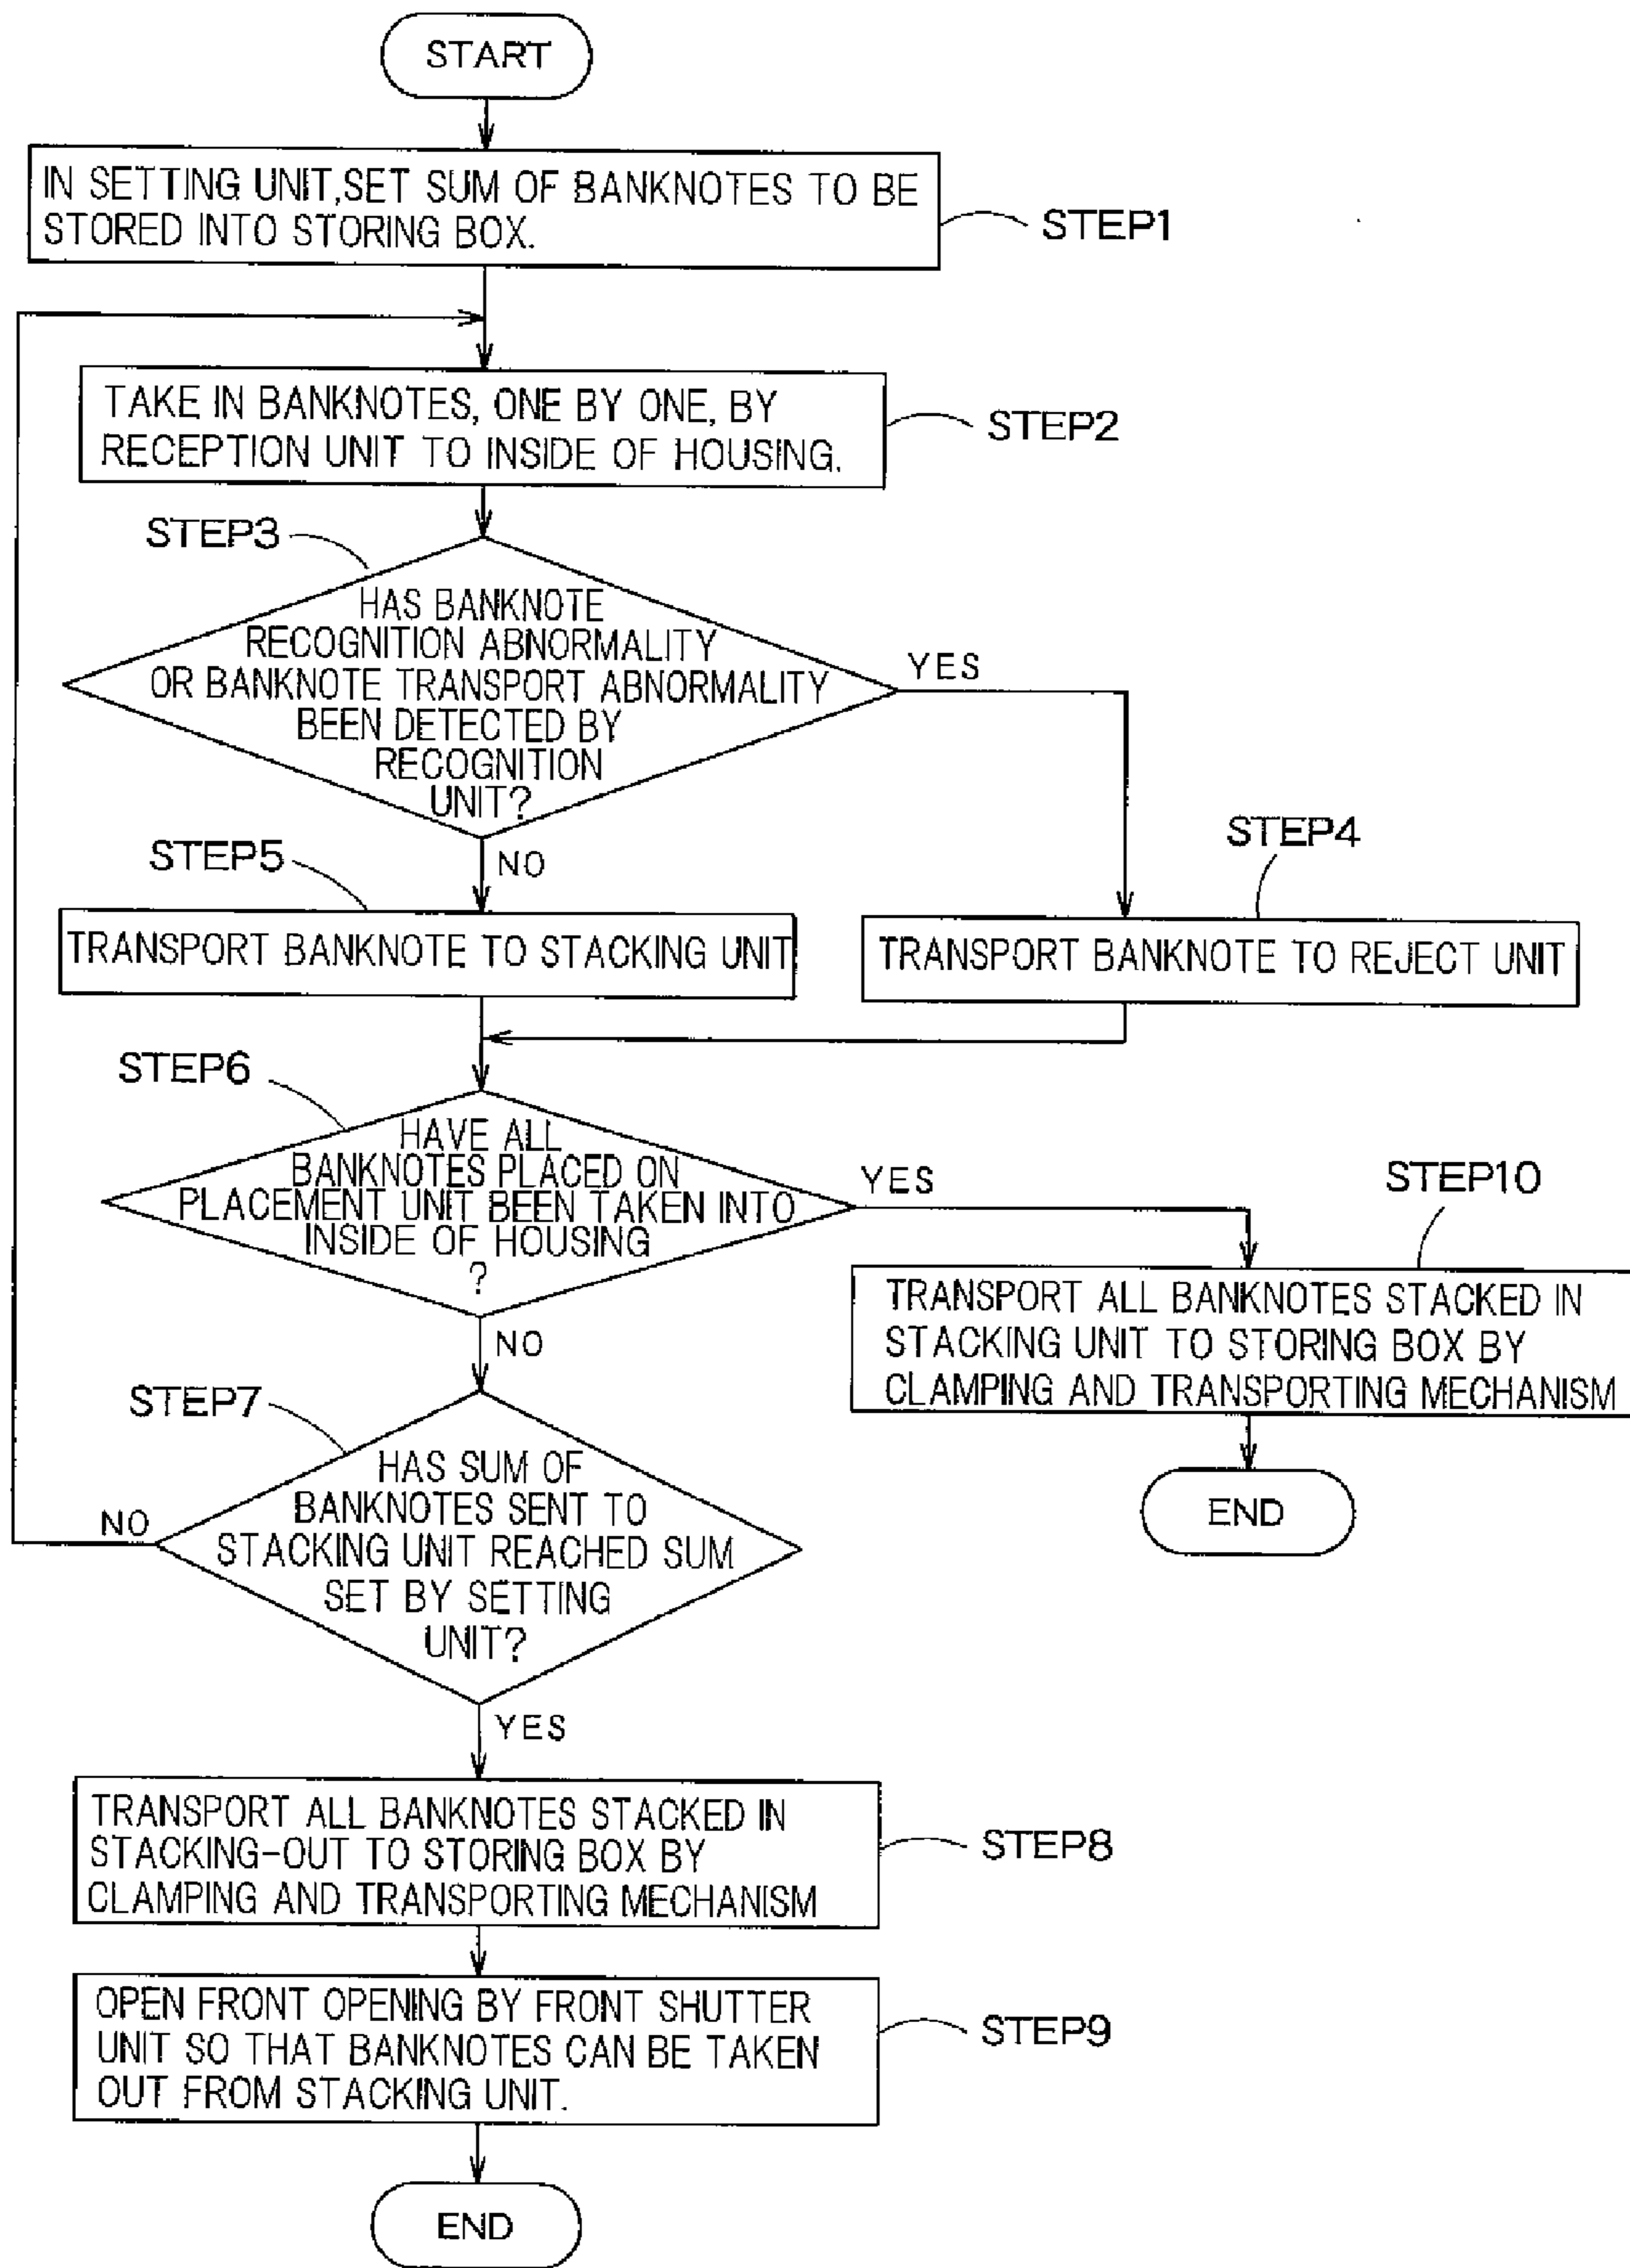 START
IN SETTING UNIT,SET SUM OF BANKNOTES TO BE
STORED INTO STORING BOX.
STEP1
TAKE IN BANKNOTES, ONE BY ONE, BY
RECEPTION UNIT TO INSIDE OF HOUSING.
STEP2
STEP3
HAS BANKNOTE
RECOGNITION ABNORMALITY
OR BANKNOTE TRANSPORT ABNORMALITY
BEEN DETECTED BY
RECOGNITION
UNIT?
YES
NO
STEP4
STEP5
TRANSPORT BANKNOTE TO STACKING UNIT
TRANSPORT BANKNOTE TO REJECT UNIT
STEP6
HAVE ALL
BANKNOTES PLACED ON
PLACEMENT UNIT BEEN TAKEN INTO
INSIDE OF HOUSING
?
YES
NO
STEP10
TRANSPORT ALL BANKNOTES STACKED IN
STACKING UNIT TO STORING BOX BY
CLAMPING AND TRANSPORTING MECHANISM
END
STEP7
HAS SUM OF
BANKNOTES SENT TO
STACKING UNIT REACHED SUM
SET BY SETTING
UNIT?
NO
YES
TRANSPORT ALL BANKNOTES STACKED IN
STACKING-OUT TO STORING BOX BY
CLAMPING AND TRANSPORTING MECHANISM
STEP8
OPEN FRONT OPENING BY FRONT SHUTTER
UNIT SO THAT BANKNOTES CAN BE TAKEN
OUT FROM STACKING UNIT.
STEP9
END